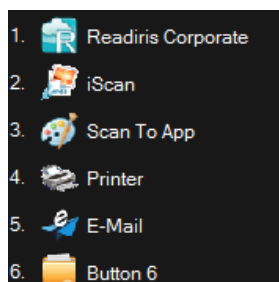 1. Readiris Corporate
2. iScan
3. Scan To App
4. Printer
5. E-Mail
6. Button 6